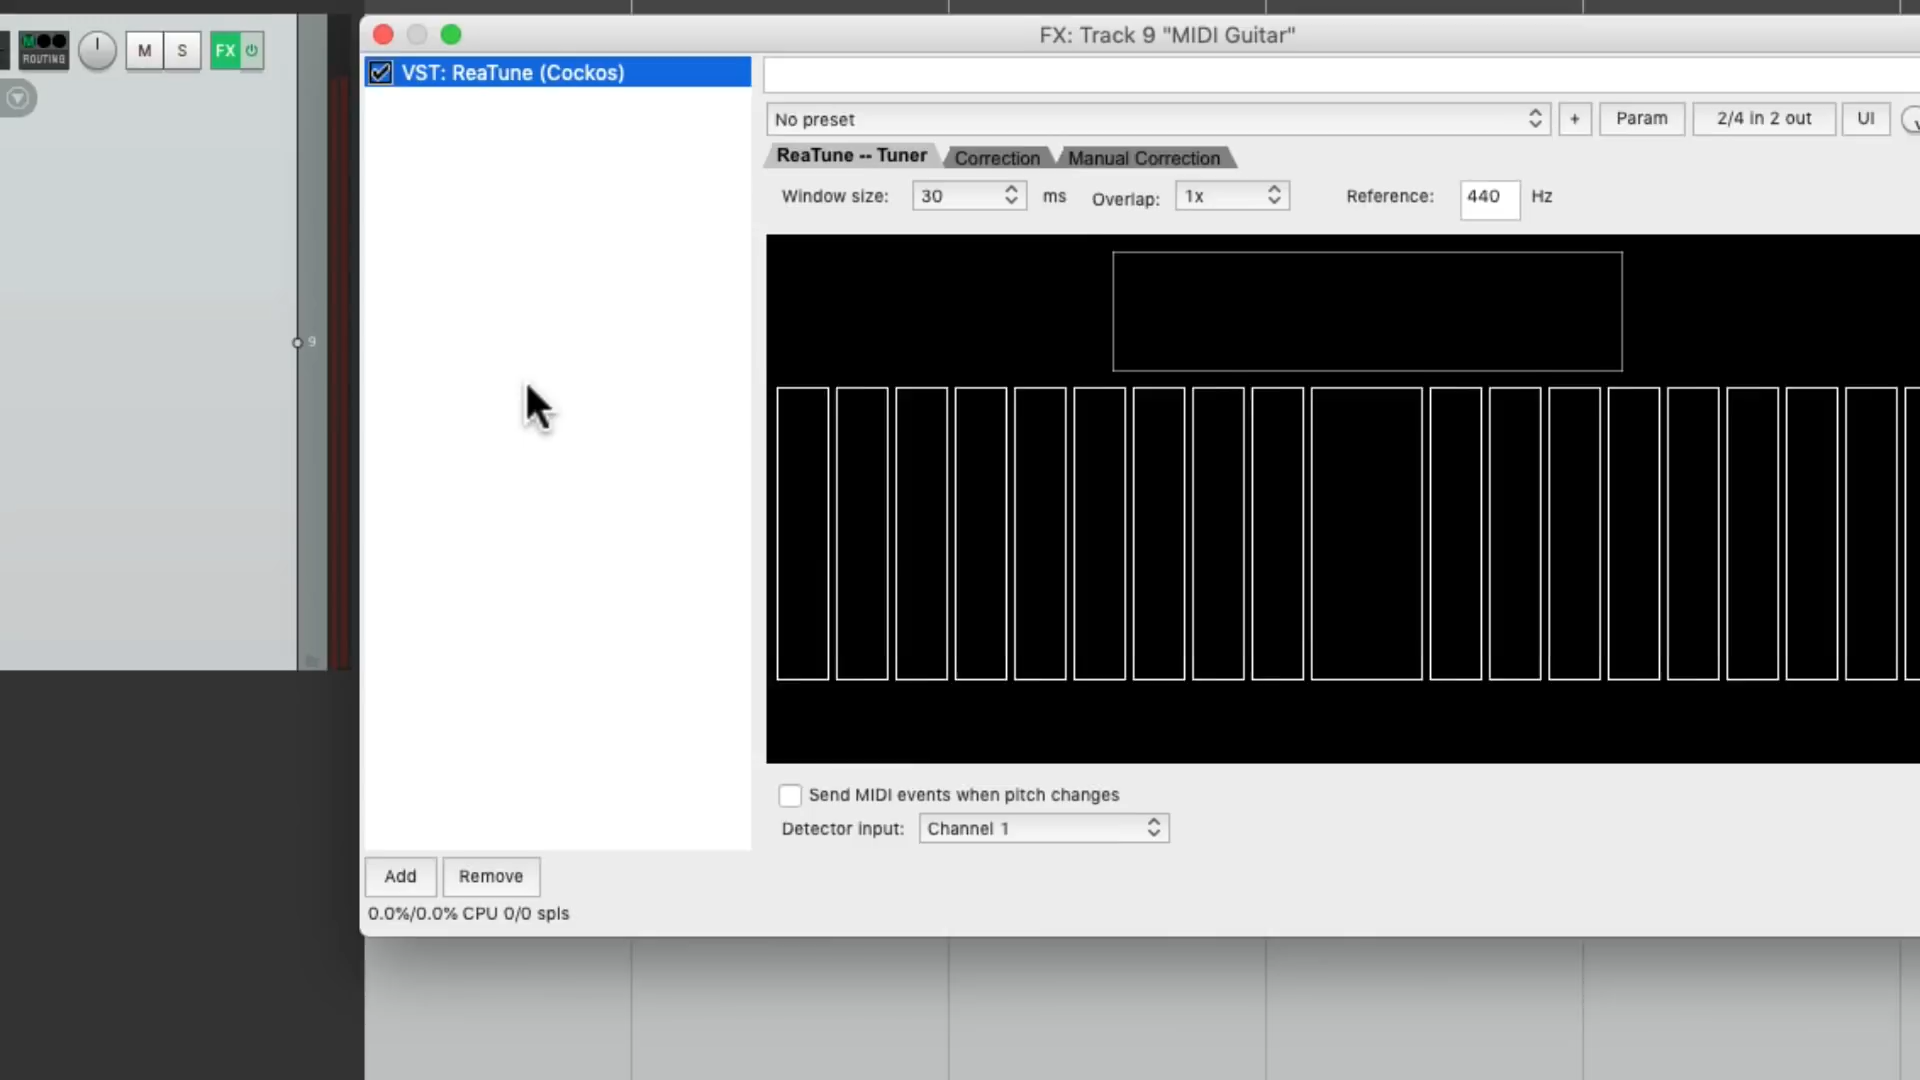 FX: Track 9 "MIDI Guitar"
ROUTING M S FX
VST: ReaTune (Cockos)
No preset + Param 2/4 in 2 out UI
ReaTune -- Tuner Correction Manual Correction
Window size: 30 ms Overlap: 1x Reference: 440 Hz
9
Send MIDI events when pitch changes
Detector input: Channel 1
Add Remove
0.0%/0.0% CPU 0/0 spls